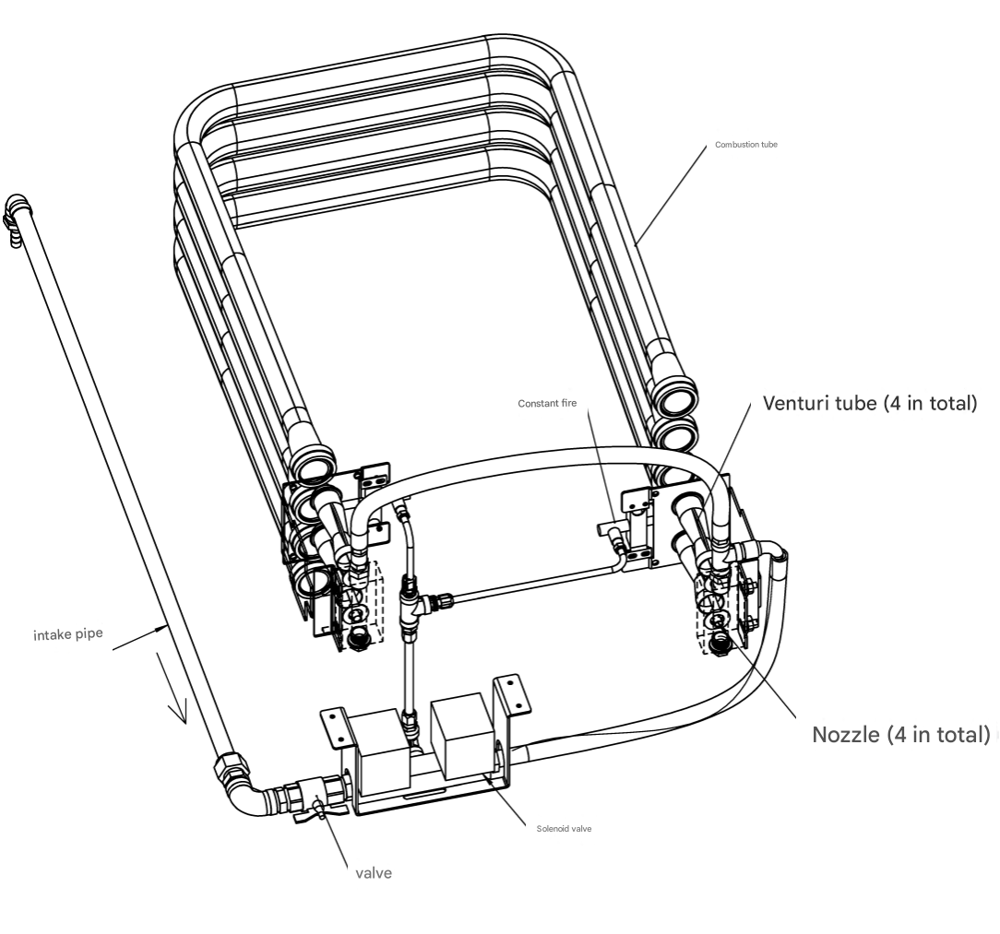 Combustion tube
Constant fire
Venturi tube (4 in total)
intake pipe
Nozzle (4 in total)
Solenoid valve
valve